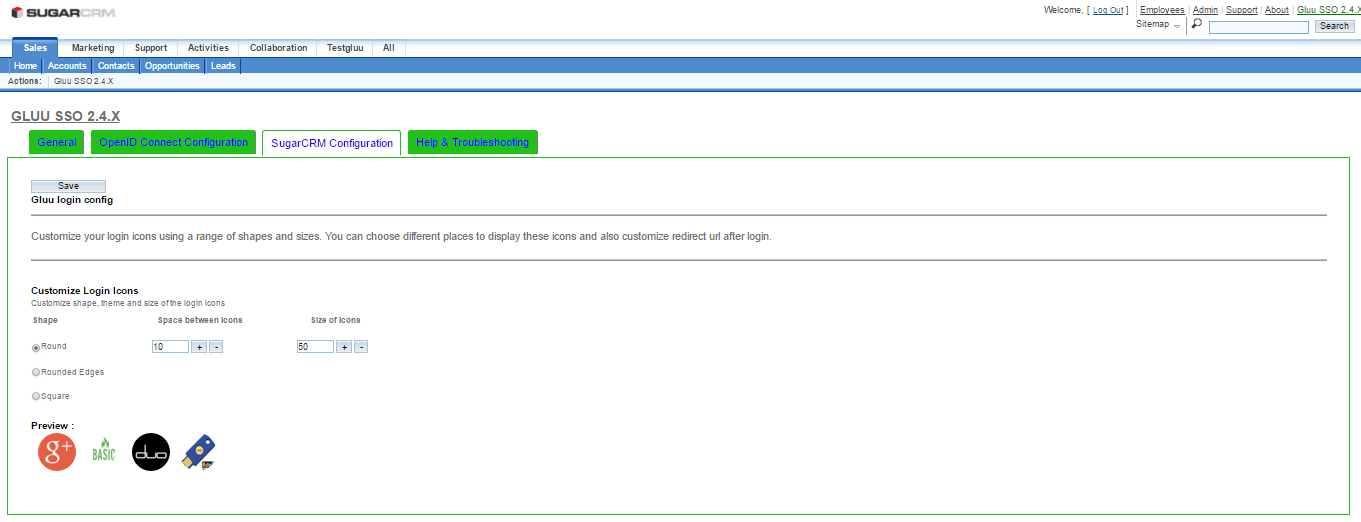 SUGARCRM
Welcome, [ Log Out ] | Employees | Admin | Support | About | Gluu SSO 2.4.X
Sitemap Search
Sales Marketing Support Activities Collaboration Testgluu All
Home Accounts Contacts Opportunities Leads
Actions: Gluu SSO 2.4.X
GLUU SSO 2.4.X
General OpenID Connect Configuration SugarCRM Configuration Help & Troubleshooting
Save
Gluu login config
Customize your login icons using a range of shapes and sizes. You can choose different places to display these icons and also customize redirect url after login.
Customize Login Icons
Customize shape, theme and size of the login icons
Shape Space between Icons Size of Icons
Round 10 + - 50 + -
Rounded Edges
Square
Preview :
g+ BASIC duo